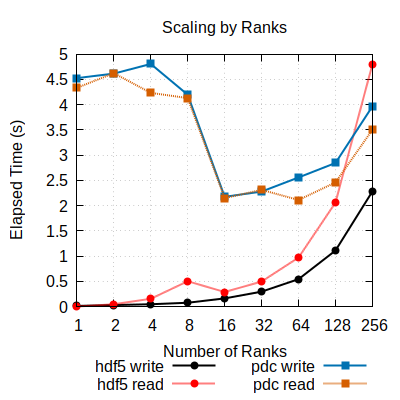 Scaling by Ranks
5
4.5
4
3.5
3
2.5
2
1.5
1
0.5
0
Elapsed Time (s)
1 2 4 8 16 32 64 128 256
Number of Ranks
hdf5 write pdc write
hdf5 read pdc read